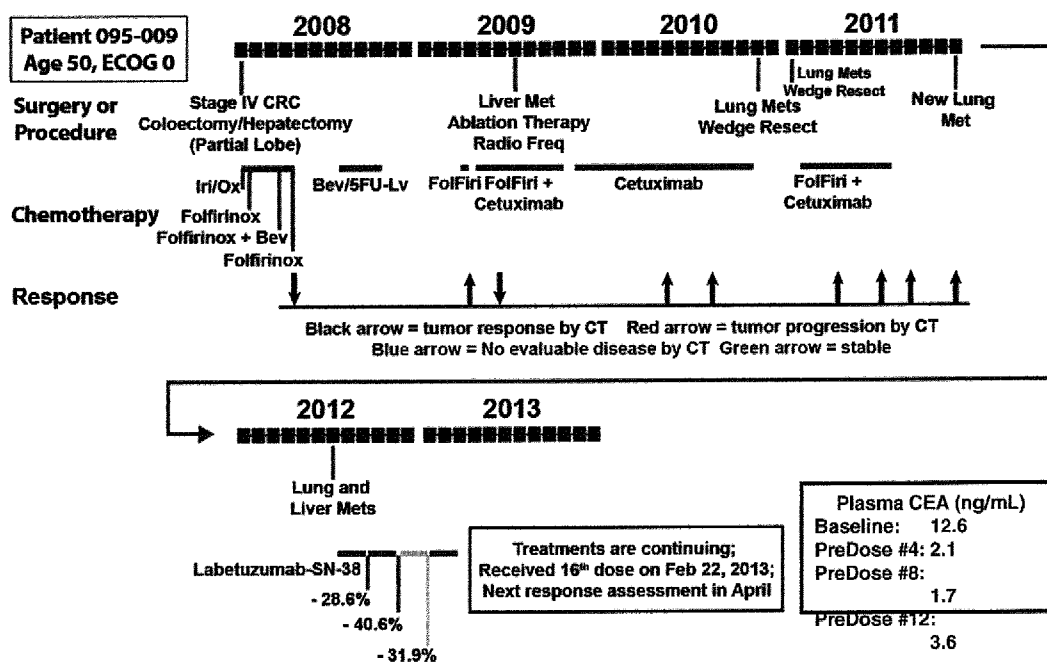 Patient 095-009
Age 50, ECOG 0
2008
2009
2010
2011
Surgery or
Procedure
Stage IV CRC
Coloectomy/Hepatectomy
(Partial Lobe)
Liver Met
Ablation Therapy
Radio Freq
Lung Mets
Wedge Resect
Lung Mets
Wedge Resect
New Lung
Met
Chemotherapy
Iri/Ox
Folfirinox
Folfirinox + Bev
Folfirinox
Bev/5FU-Lv
FolFiri
FolFiri +
Cetuximab
Cetuximab
FolFiri +
Cetuximab
Response
Black arrow = tumor response by CT Red arrow = tumor progression by CT
Blue arrow = No evaluable disease by CT Green arrow = stable
2012
2013
Lung and
Liver Mets
Labetuzumab-SN-38
- 28.6%
- 40.6%
- 31.9%
Treatments are continuing;
Received 16th dose on Feb 22, 2013;
Next response assessment in April
Plasma CEA (ng/mL)
Baseline: 12.6
PreDose #4: 2.1
PreDose #8:
1.7
PreDose #12:
3.6